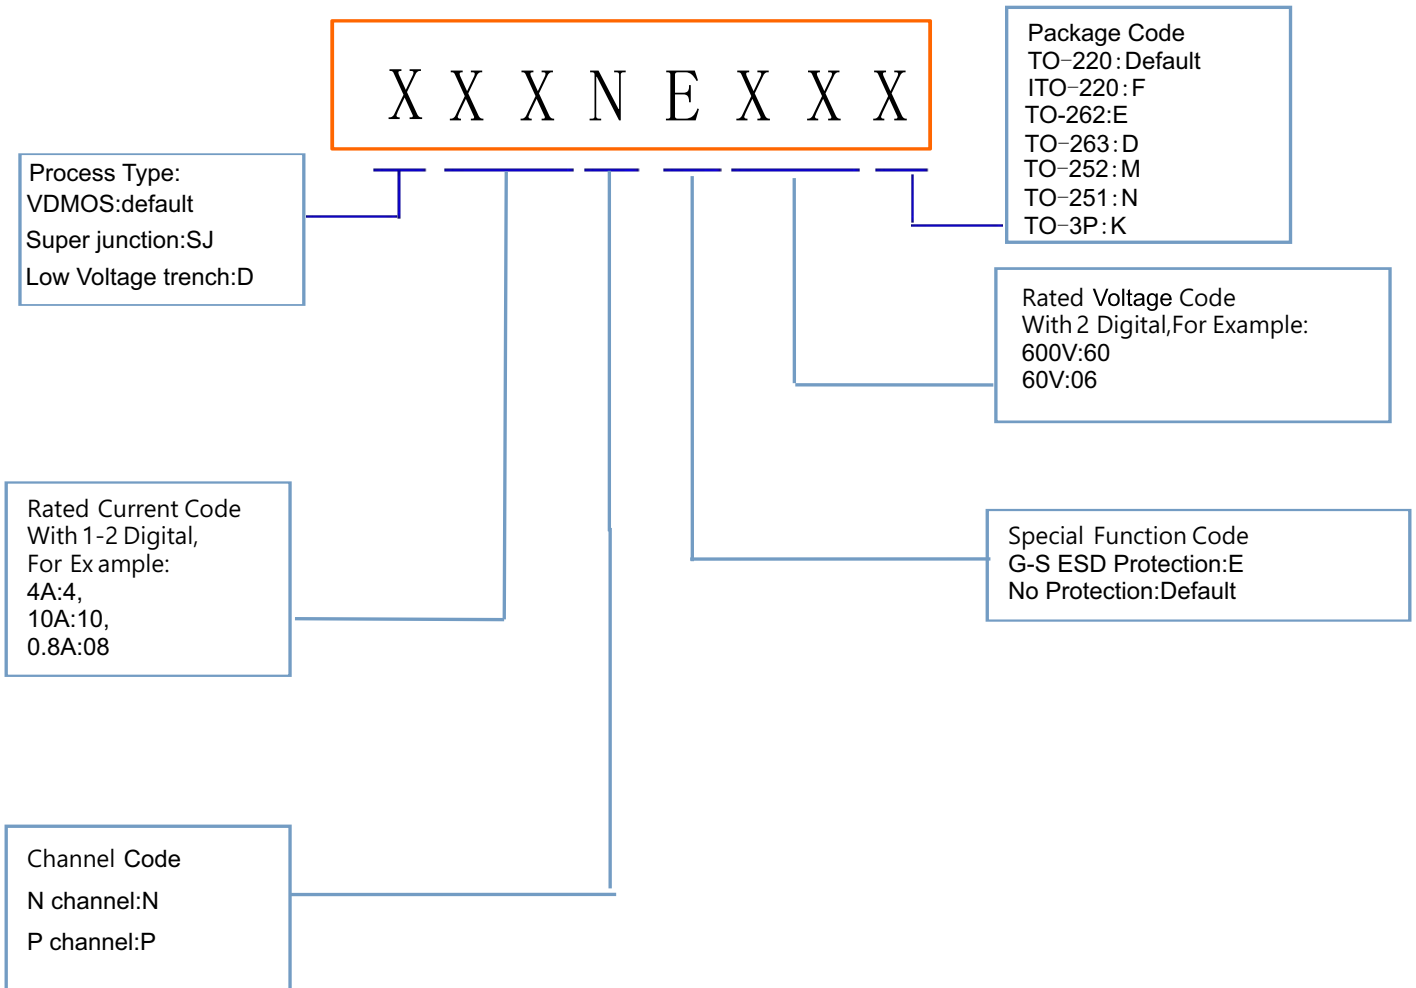 X X X N E X X X
Process Type:
VDMOS:default
Super junction:SJ
Low Voltage trench:D
Package Code
TO-220:Default
ITO-220:F
TO-262:E
TO-263:D
TO-252:M
TO-251:N
TO-3P:K
Rated Voltage Code
With 2 Digital,For Example:
600V:60
60V:06
Rated Current Code
With 1-2 Digital,
For Ex ample:
4A:4,
10A:10,
0.8A:08
Special Function Code
G-S ESD Protection:E
No Protection:Default
Channel Code
N channel:N
P channel:P